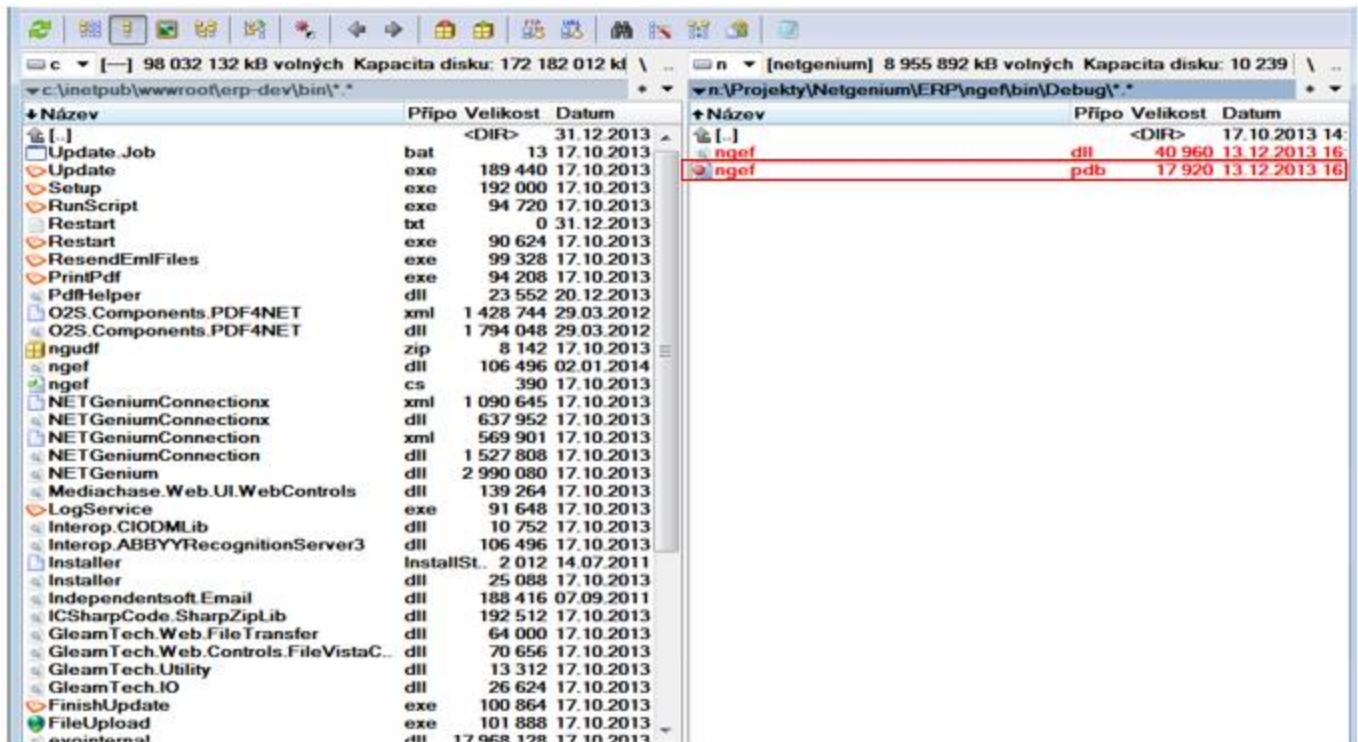 c [—] 98 032 132 kB volných Kapacita disku: 172 182 012 kB \ ..
n [netgenium] 8 955 892 kB volných Kapacita disku: 10 239 \ ..
c:\inetpub\wwwroot\erp-dev\bin\*.* * 
n:\Projekty\Netgenium\ERP\ngef\bin\Debug\*.* *
Název Přípo Velikost Datum
[..] <DIR> 31.12.2013
Update.Job bat 13 17.10.2013
Update exe 189 440 17.10.2013
Setup exe 192 000 17.10.2013
RunScript exe 94 720 17.10.2013
Restart txt 0 31.12.2013
Restart exe 90 624 17.10.2013
ResendEmlFiles exe 99 328 17.10.2013
PrintPdf exe 94 208 17.10.2013
PdfHelper dll 23 552 20.12.2013
O2S.Components.PDF4NET xml 1 428 744 29.03.2012
O2S.Components.PDF4NET dll 1 794 048 29.03.2012
ngudf zip 8 142 17.10.2013
ngef dll 106 496 02.01.2014
ngef cs 390 17.10.2013
NETGeniumConnectionx xml 1 090 645 17.10.2013
NETGeniumConnectionx dll 637 952 17.10.2013
NETGeniumConnection xml 569 901 17.10.2013
NETGeniumConnection dll 1 527 808 17.10.2013
NETGenium dll 2 990 080 17.10.2013
Mediachase.Web.UI.WebControls dll 139 264 17.10.2013
LogService exe 91 648 17.10.2013
Interop.CIODMLib dll 10 752 17.10.2013
Interop.ABBYYRecognitionServer3 dll 106 496 17.10.2013
Installer InstallSt.. 2 012 14.07.2011
Installer dll 25 088 17.10.2013
Independentsoft.Email dll 188 416 07.09.2011
ICSharpCode.SharpZipLib dll 192 512 17.10.2013
GleamTech.Web.FileTransfer dll 64 000 17.10.2013
GleamTech.Web.Controls.FileVistaC.. dll 70 656 17.10.2013
GleamTech.Utility dll 13 312 17.10.2013
GleamTech.IO dll 26 624 17.10.2013
FinishUpdate exe 100 864 17.10.2013
FileUpload exe 101 888 17.10.2013
dll 17 968 128 17.10.2013
Název Přípo Velikost Datum
[..] <DIR> 17.10.2013 14:
ngef dll 40 960 13.12.2013 16:
ngef pdb 17 920 13.12.2013 16